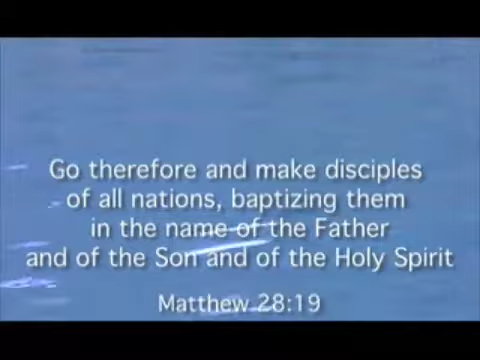 Go therefore and make disciples
of all nations, baptizing them
in the name of the Father
and of the Son and of the Holy Spirit
Matthew 28:19